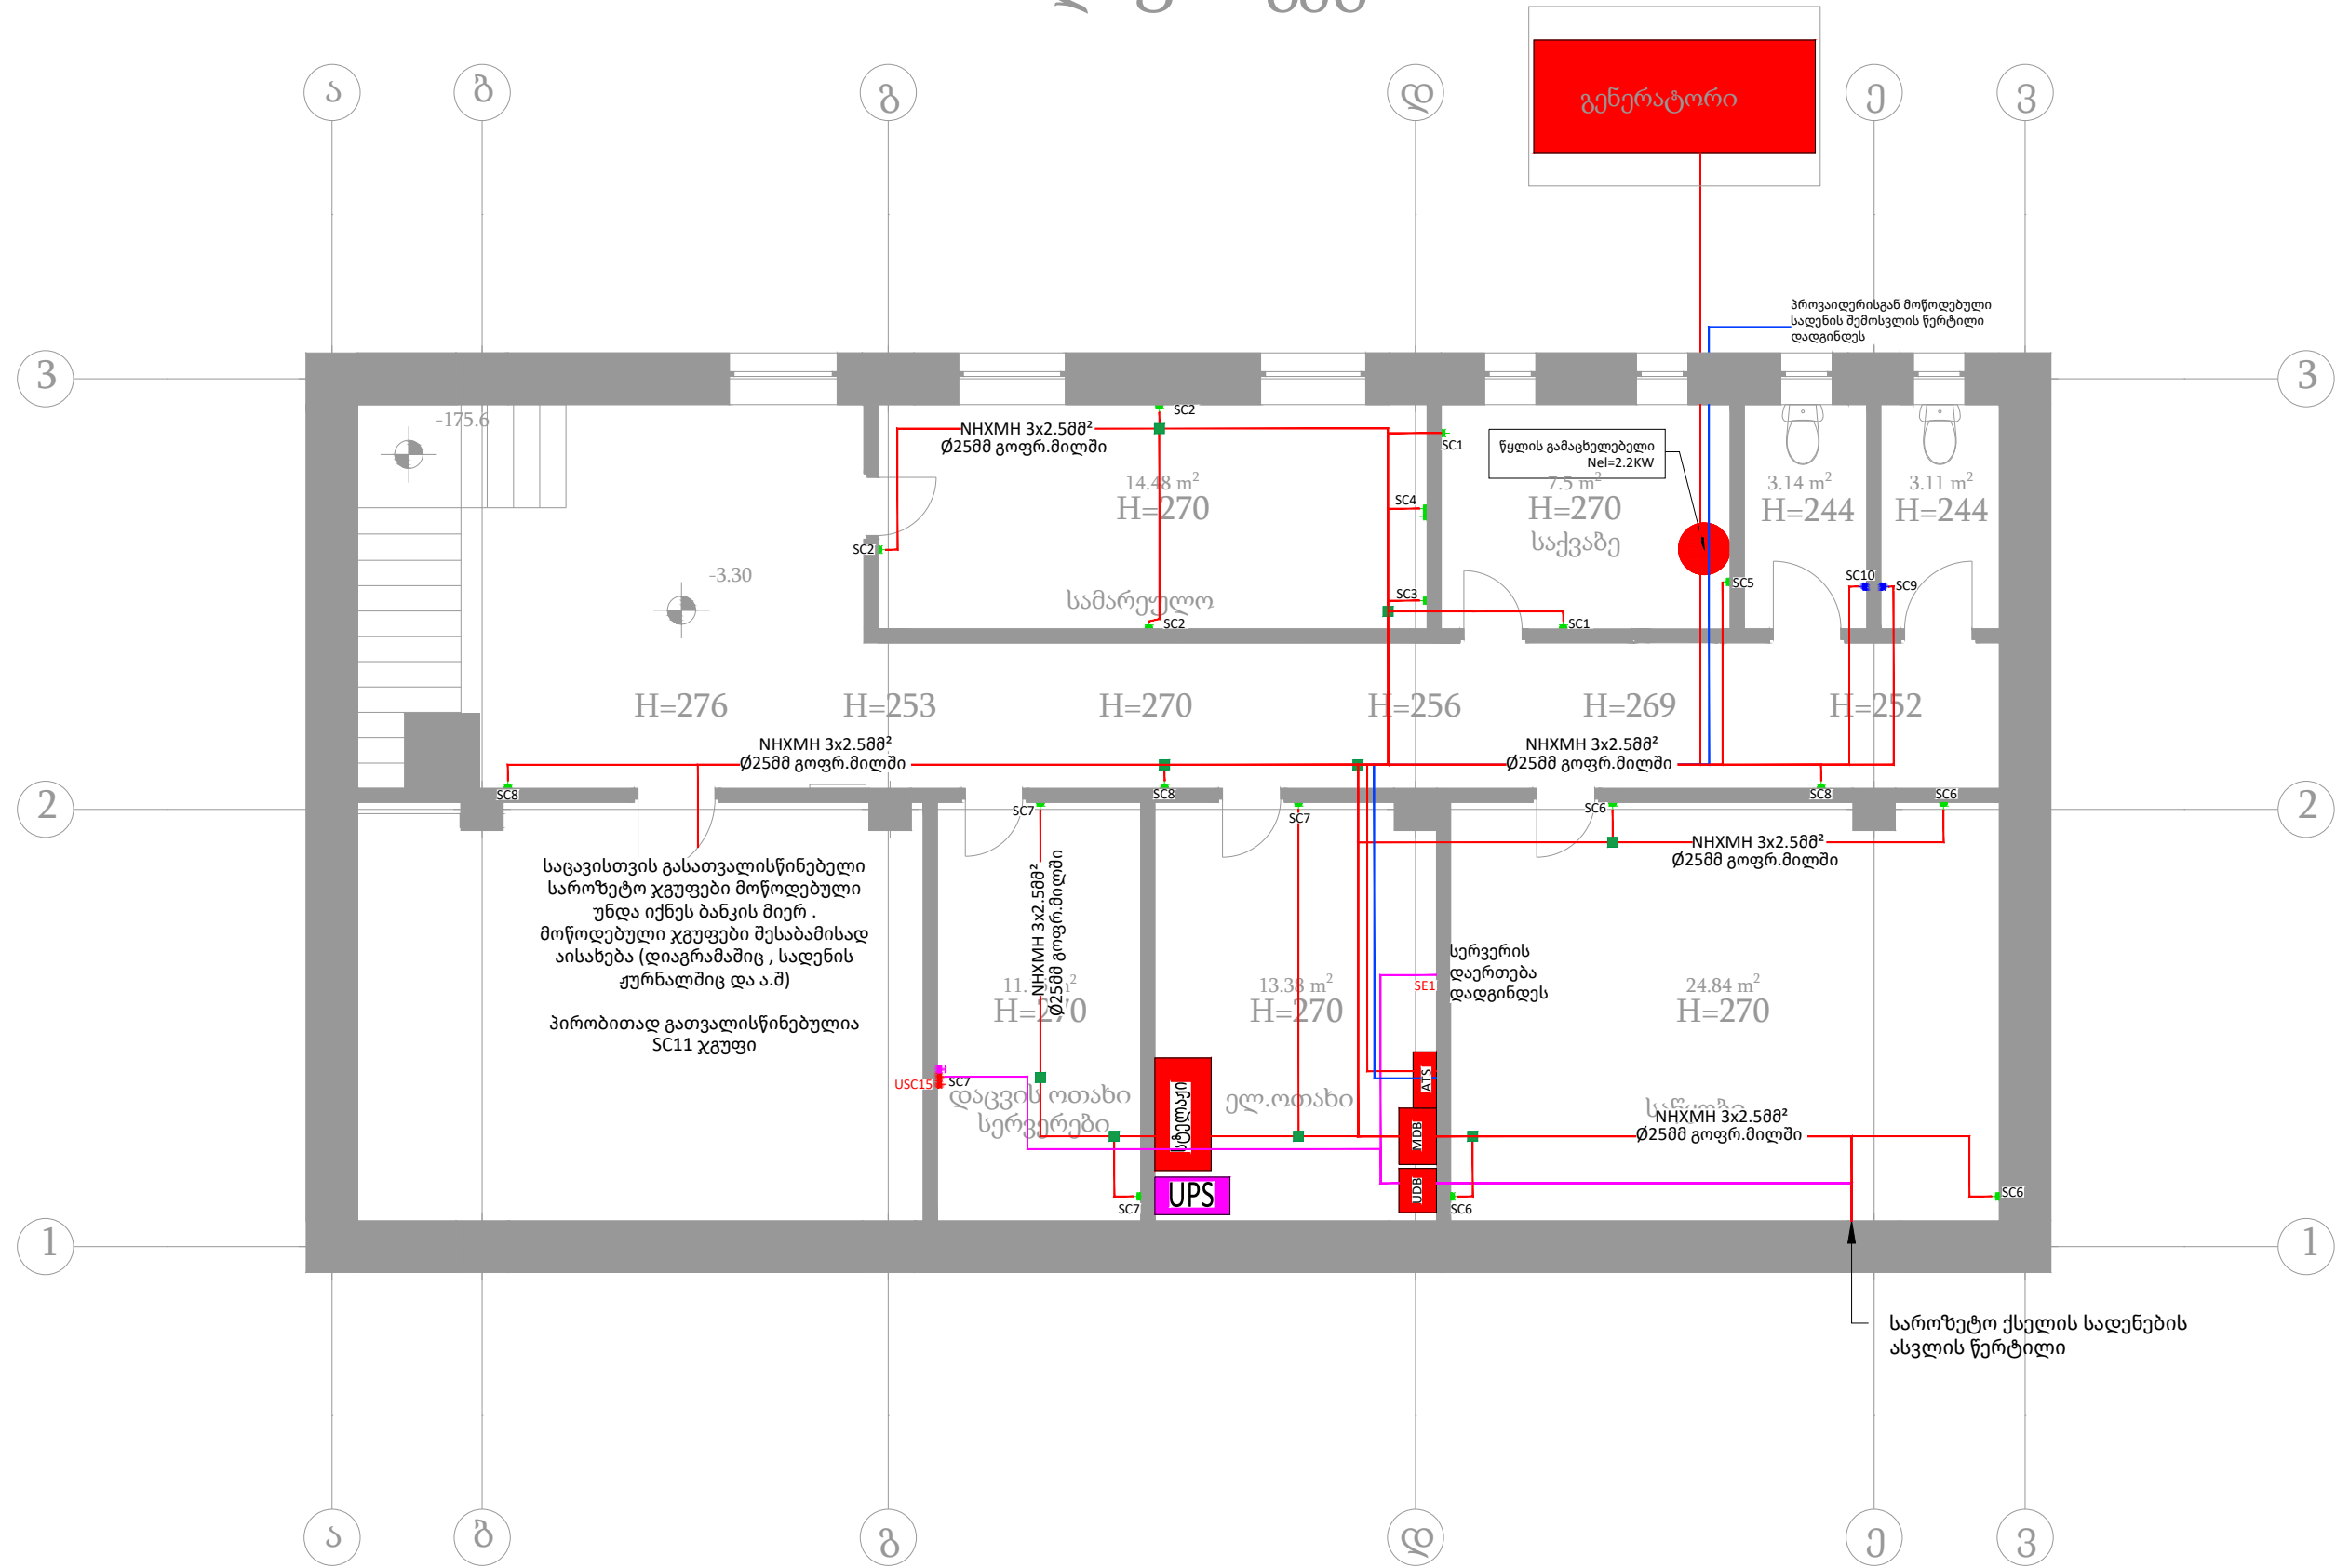 გენერატორი
ა
ბ
გ
დ
ე
ვ
პროვაიდერისგან მოწოდებული
სადენის შემოსვლის წერტილი
დადგინდეს
3
3
-175.6
SC2
NHXMH 3x2.5მმ²
Ø25მმ გოფრ.მილში
SC1
წყლის გამაცხელებელი
Nel=2.2KW
14.48 m²
H=270
7.5 m²
H=270
საქვაბე
3.14 m²
H=244
3.11 m²
H=244
SC4
SC2
-3.30
SC5
SC10
SC9
სამარეულო
SC3
SC2
SC1
H=276
H=253
H=270
H=256
H=269
H=252
NHXMH 3x2.5მმ²
Ø25მმ გოფრ.მილში
NHXMH 3x2.5მმ²
Ø25მმ გოფრ.მილში
2
2
SC8
SC7
SC8
SC7
SC6
SC8
SC6
NHXMH 3x2.5მმ²
Ø25მმ გოფრ.მილში
საცავისთვის გასათვალისწინებელი
საროზეტო ჯგუფები მოწოდებული
უნდა იქნეს ბანკის მიერ .
მოწოდებული ჯგუფები შესაბამისად
აისახება (დიაგრამაშიც , სადენის
ჟურნალშიც და ა.შ)
პირობითად გათვალისწინებულია
SC11 ჯგუფი
NHXMH 3x2.5მმ²
Ø25მმ გოფრ.მილში
სერვერის
დაერთება
დადგინდეს
SE1
H=270
13.38 m²
H=270
24.84 m²
H=270
USC15
SC7
დაცვის ოთახი
სერვერები
სტელაჟი
ელ.ოთახი
ATS
MDB
UDB
NHXMH 3x2.5მმ²
Ø25მმ გოფრ.მილში
UPS
SC7
SC6
SC6
1
1
საროზეტო ქსელის სადენების
ასვლის წერტილი
ა
ბ
გ
დ
ე
ვ